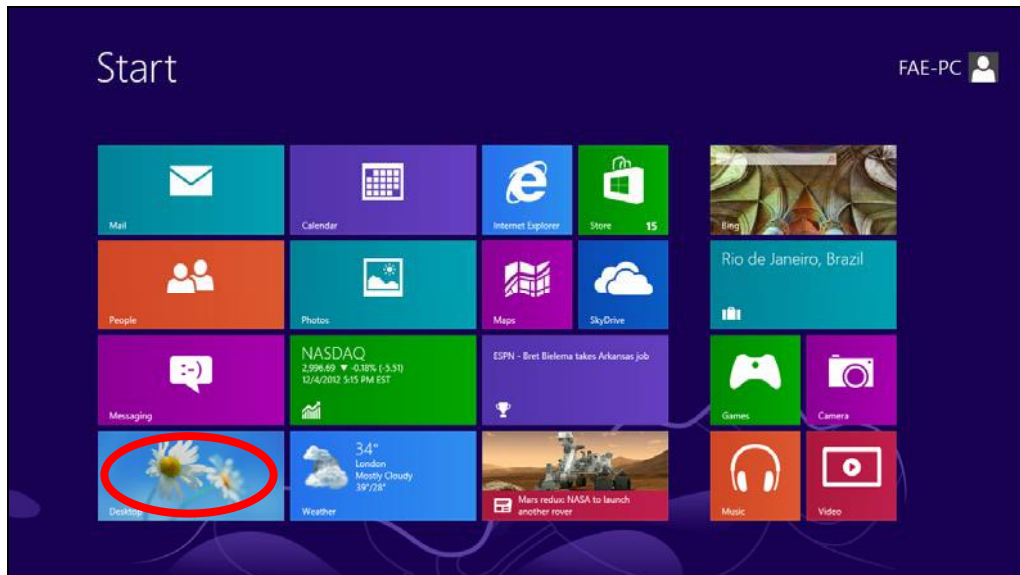 Start
FAE-PC
Mail
Calendar
Internet Explorer
Store 15
Bing
People
Photos
Maps
SkyDrive
Rio de Janeiro, Brazil
Messaging
NASDAQ
2,996.69 ▼ -0.18% (-5.51)
12/4/2012 5:15 PM EST
ESPN - Bret Bielema takes Arkansas job
Games
Camera
Desktop
34°
London
Mostly Cloudy
39°/28°
Weather
Mars redux: NASA to launch
another rover
Music
Video